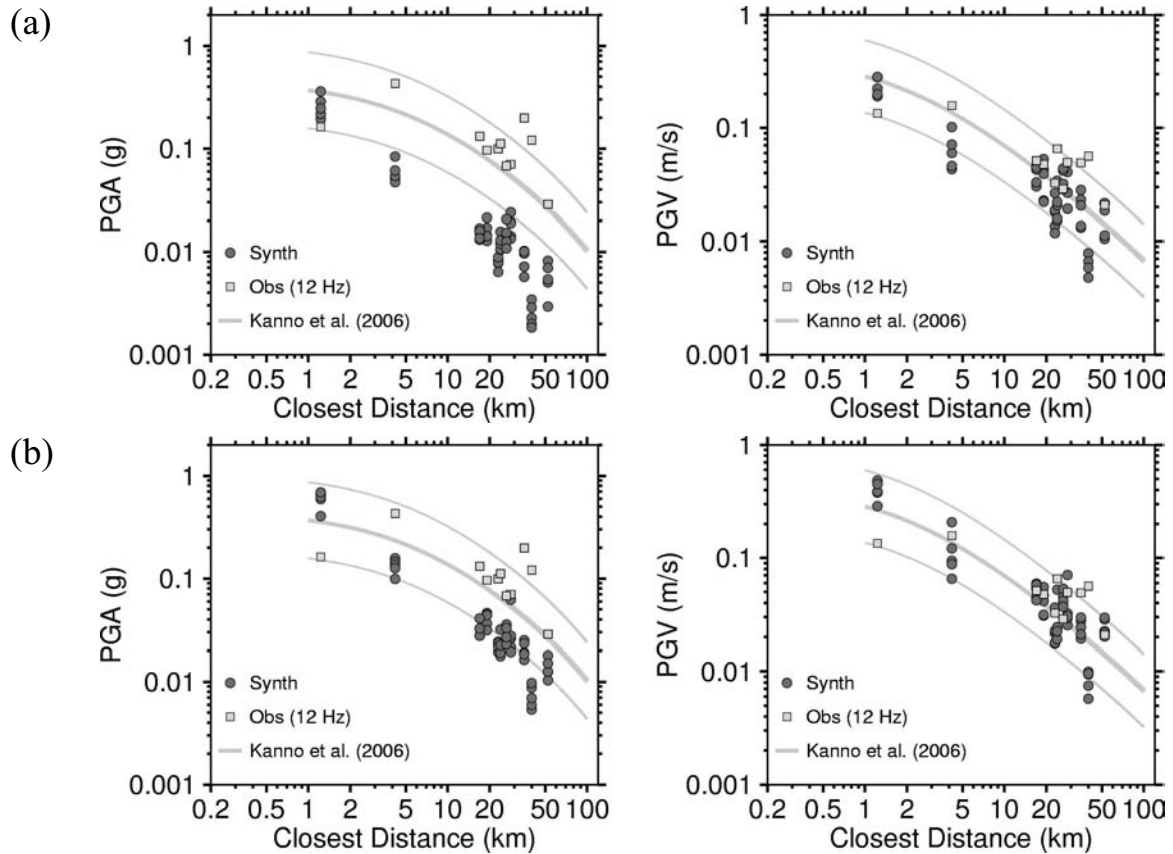 (a)
PGA (g)
1
0.1
0.01
0.001
Synth
Obs (12 Hz)
Kanno et al. (2006)
0.2 0.5 1 2 5 10 20 50 100
Closest Distance (km)
PGV (m/s)
1
0.1
0.01
0.001
Synth
Obs (12 Hz)
Kanno et al. (2006)
0.2 0.5 1 2 5 10 20 50 100
Closest Distance (km)
(b)
PGA (g)
1
0.1
0.01
0.001
Synth
Obs (12 Hz)
Kanno et al. (2006)
0.2 0.5 1 2 5 10 20 50 100
Closest Distance (km)
PGV (m/s)
1
0.1
0.01
0.001
Synth
Obs (12 Hz)
Kanno et al. (2006)
0.2 0.5 1 2 5 10 20 50 100
Closest Distance (km)